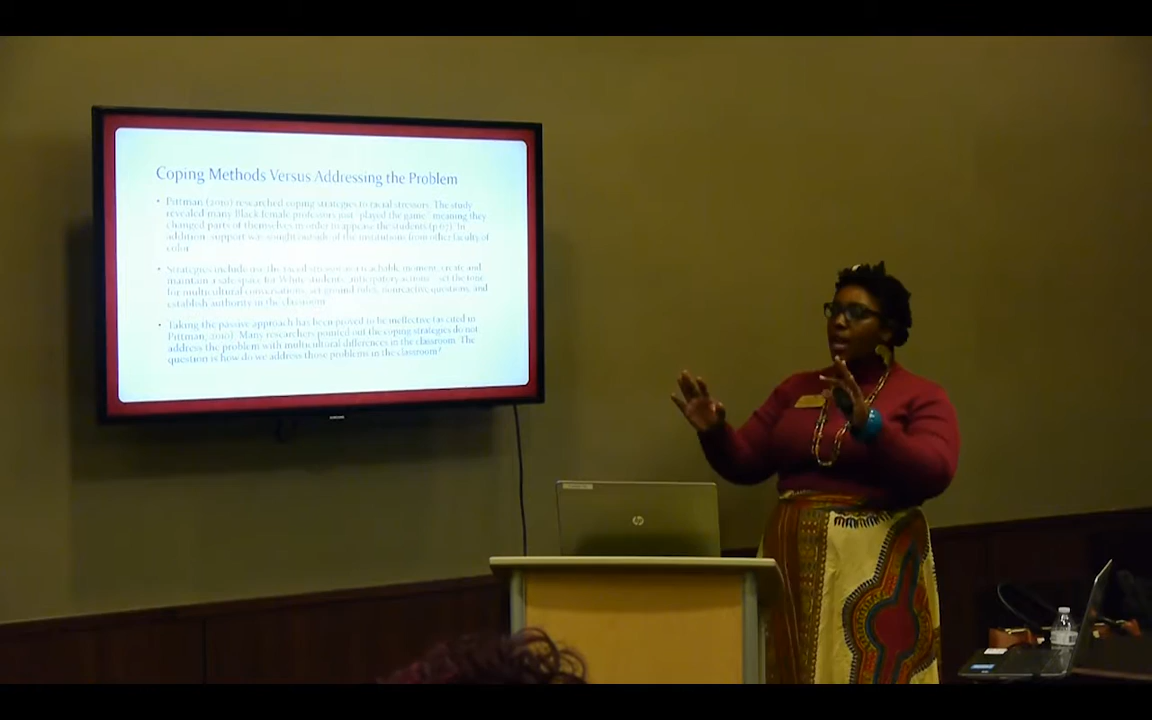 Coping Methods Versus Addressing the Problem
• Pittman (2010) researched coping strategies to racial stressors. The study
revealed many Black female professors just "played the game," meaning they
changed parts of themselves in order to appease the students (p.67). In
addition, support was sought outside of the institutions from other faculty of
color.
• Strategies include use the racial stressor as a teachable moment, create and
maintain a safe space for White students, anticipatory actions – set the tone
for multicultural conversations, set ground rules, nonreactive, questions, and
establish authority in the classroom.
• Taking the passive approach has been proved to be ineffective (as cited in
Pittman, 2010). Many researchers pointed out the coping strategies do not
address the problem with multicultural differences in the classroom. The
question is how do we address those problems in the classroom?
SAMSUNG
hp